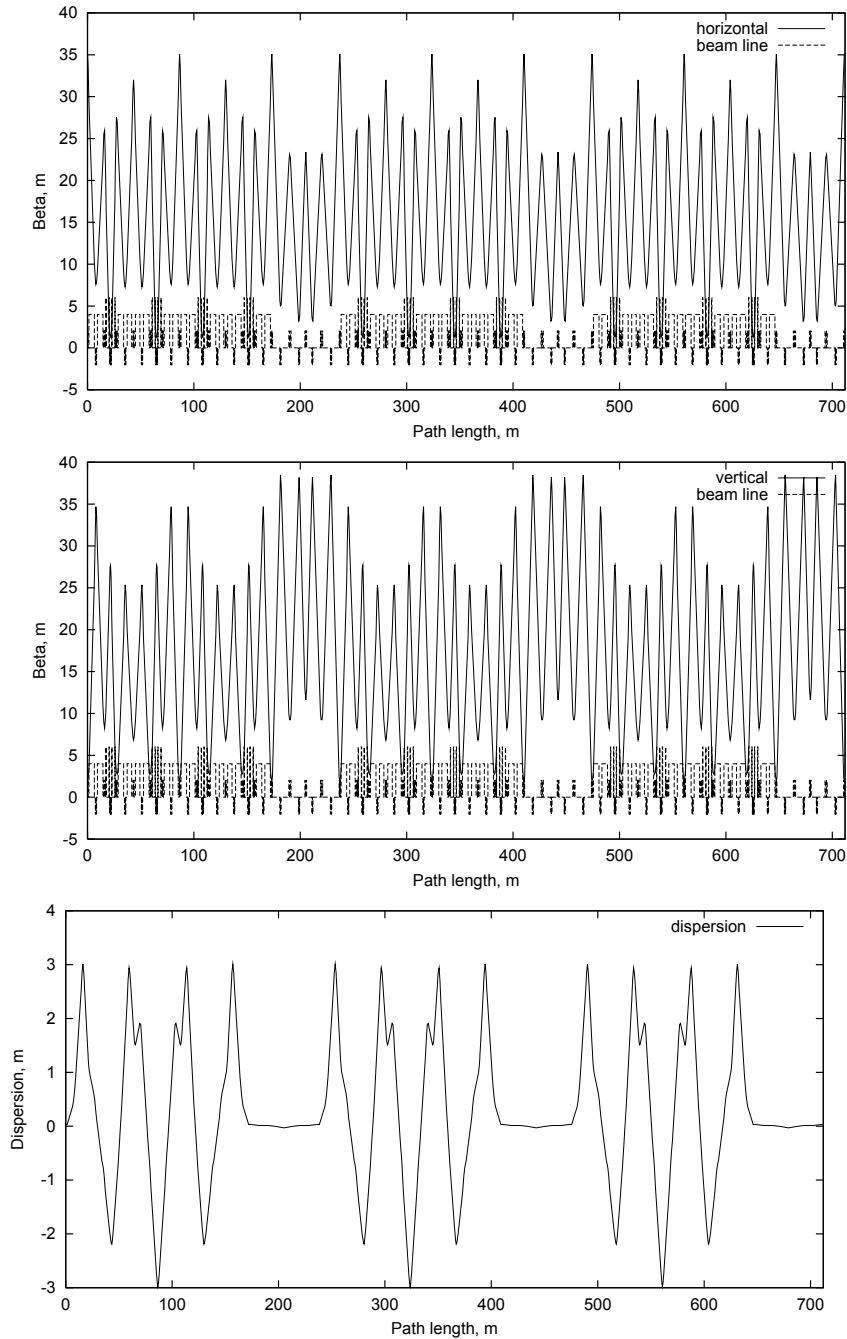 40
35
30
25
20
15
10
5
0
-5
Beta, m
horizontal
beam line
0 100 200 300 400 500 600 700
Path length, m
40
35
30
25
20
15
10
5
0
-5
Beta, m
vertical
beam line
0 100 200 300 400 500 600 700
Path length, m
4
3
2
1
0
-1
-2
-3
Dispersion, m
dispersion
0 100 200 300 400 500 600 700
Path length, m